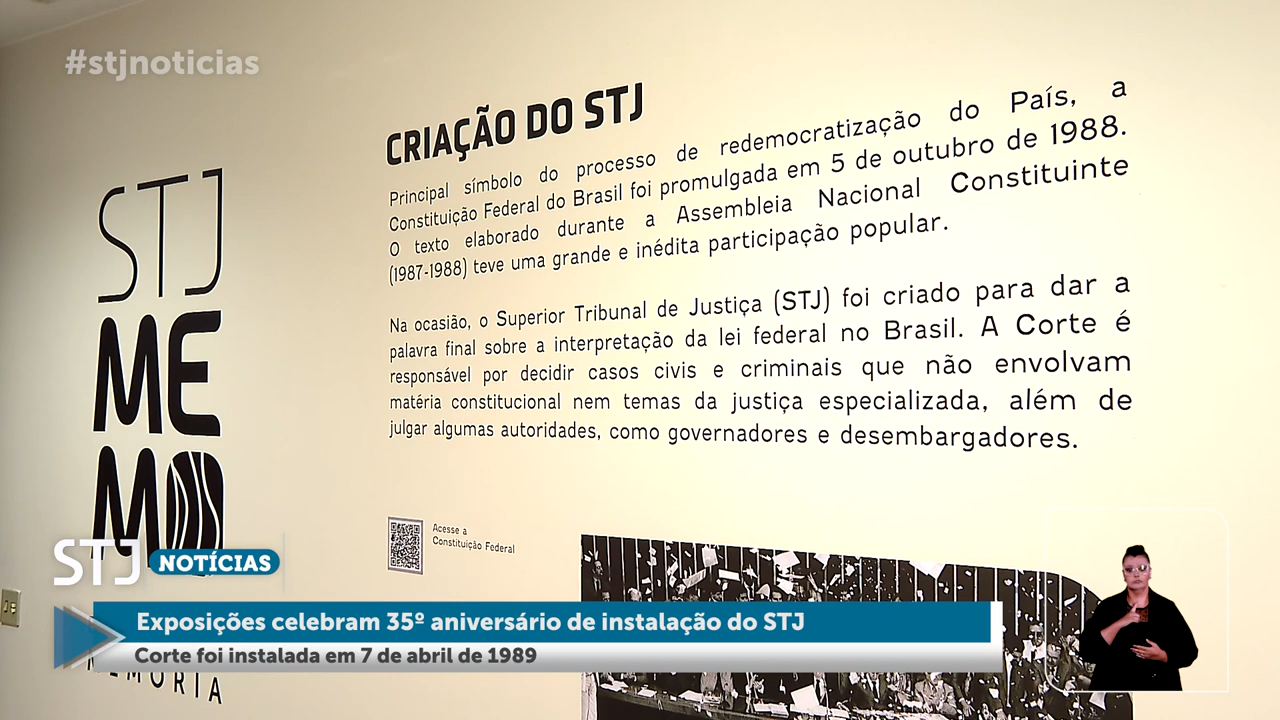 #stjnoticias
STJ
ME
MO
CRIAÇÃO DO STJ
Principal símbolo do processo de redemocratização do País, a
Constituição Federal do Brasil foi promulgada em 5 de outubro de 1988.
O texto elaborado durante a Assembleia Nacional Constituinte
(1987-1988) teve uma grande e inédita participação popular.
Na ocasião, o Superior Tribunal de Justiça (STJ) foi criado para dar a
palavra final sobre a interpretação da lei federal no Brasil. A Corte é
responsável por decidir casos civis e criminais que não envolvam
matéria constitucional nem temas da justiça especializada, além de
julgar algumas autoridades, como governadores e desembargadores.
Acesse a
Constituição Federal
STJ NOTÍCIAS
Exposições celebram 35º aniversário de instalação do STJ
Corte foi instalada em 7 de abril de 1989